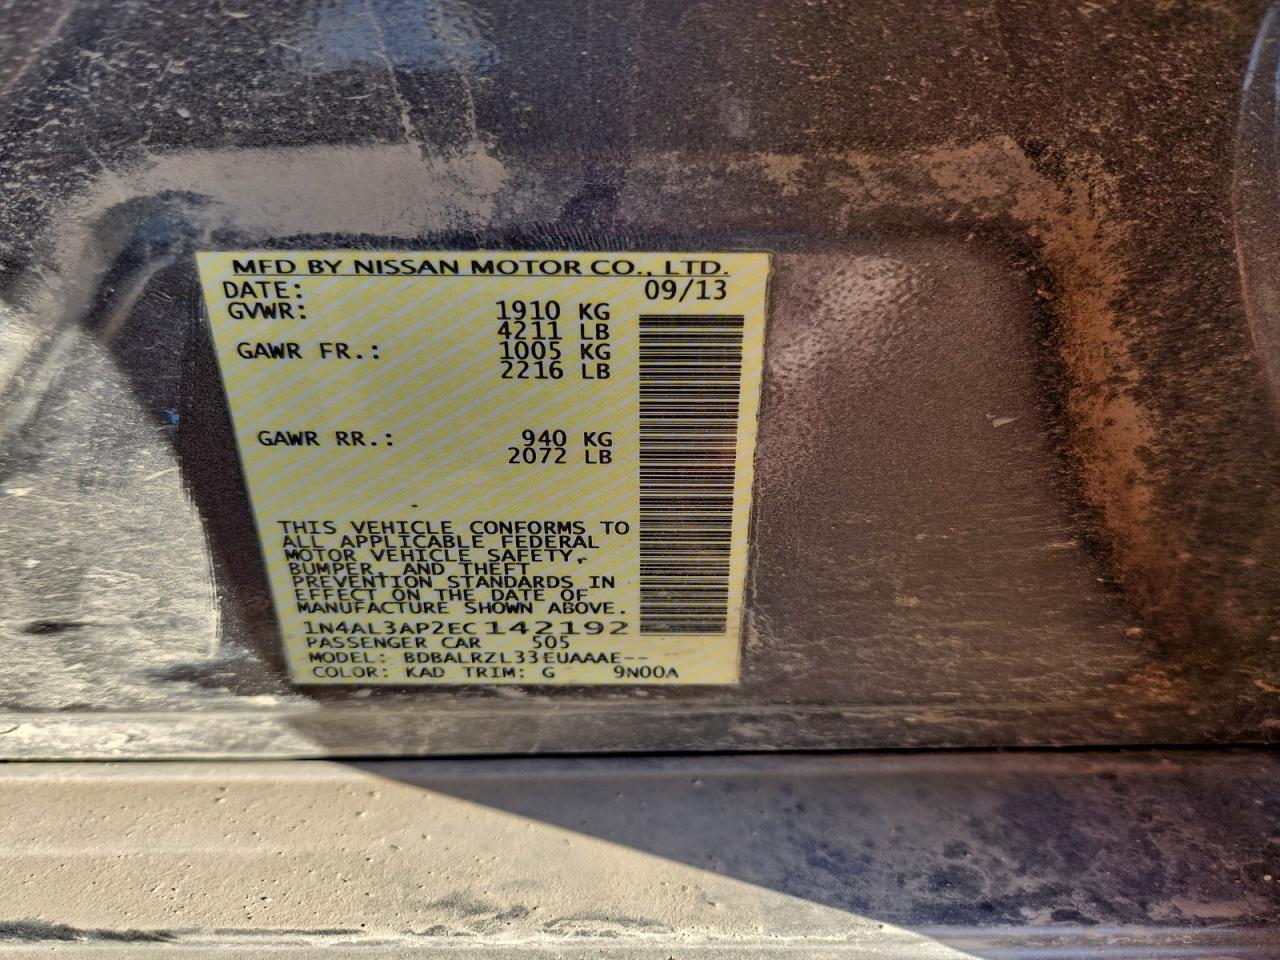 MFD BY NISSAN MOTOR CO., LTD.
DATE: 09/13
GVWR: 1910 KG
4211 LB
GAWR FR.: 1005 KG
2216 LB
GAWR RR.: 940 KG
2072 LB
THIS VEHICLE CONFORMS TO
ALL APPLICABLE FEDERAL
MOTOR VEHICLE SAFETY,
BUMPER, AND THEFT
PREVENTION STANDARDS IN
EFFECT ON THE DATE OF
MANUFACTURE SHOWN ABOVE.
1N4AL3AP2EC142192
PASSENGER CAR 505
MODEL: BDBALRZL33EUAAAE--
COLOR: KAD TRIM: G 9N00A